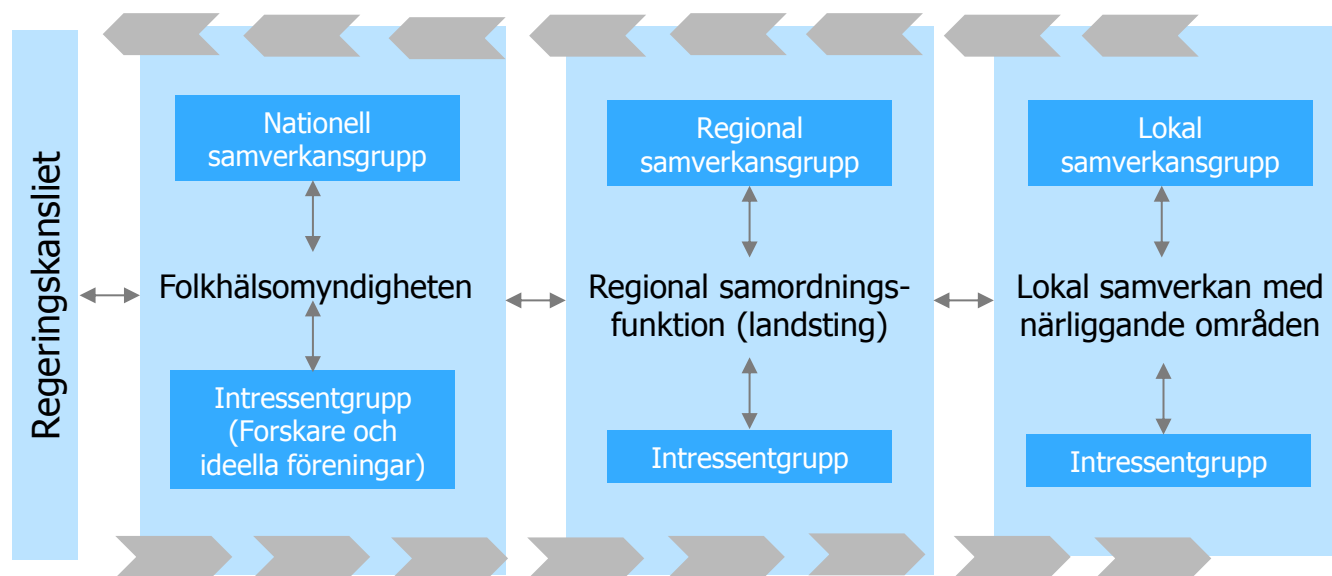 Regeringskansliet
Nationell
samverkansgrupp
Folkhälsomyndigheten
Intressentgrupp
(Forskare och
ideella föreningar)
Regional
samverkansgrupp
Regional samordnings-
funktion (landsting)
Intressentgrupp
Lokal
samverkansgrupp
Lokal samverkan med
närliggande områden
Intressentgrupp